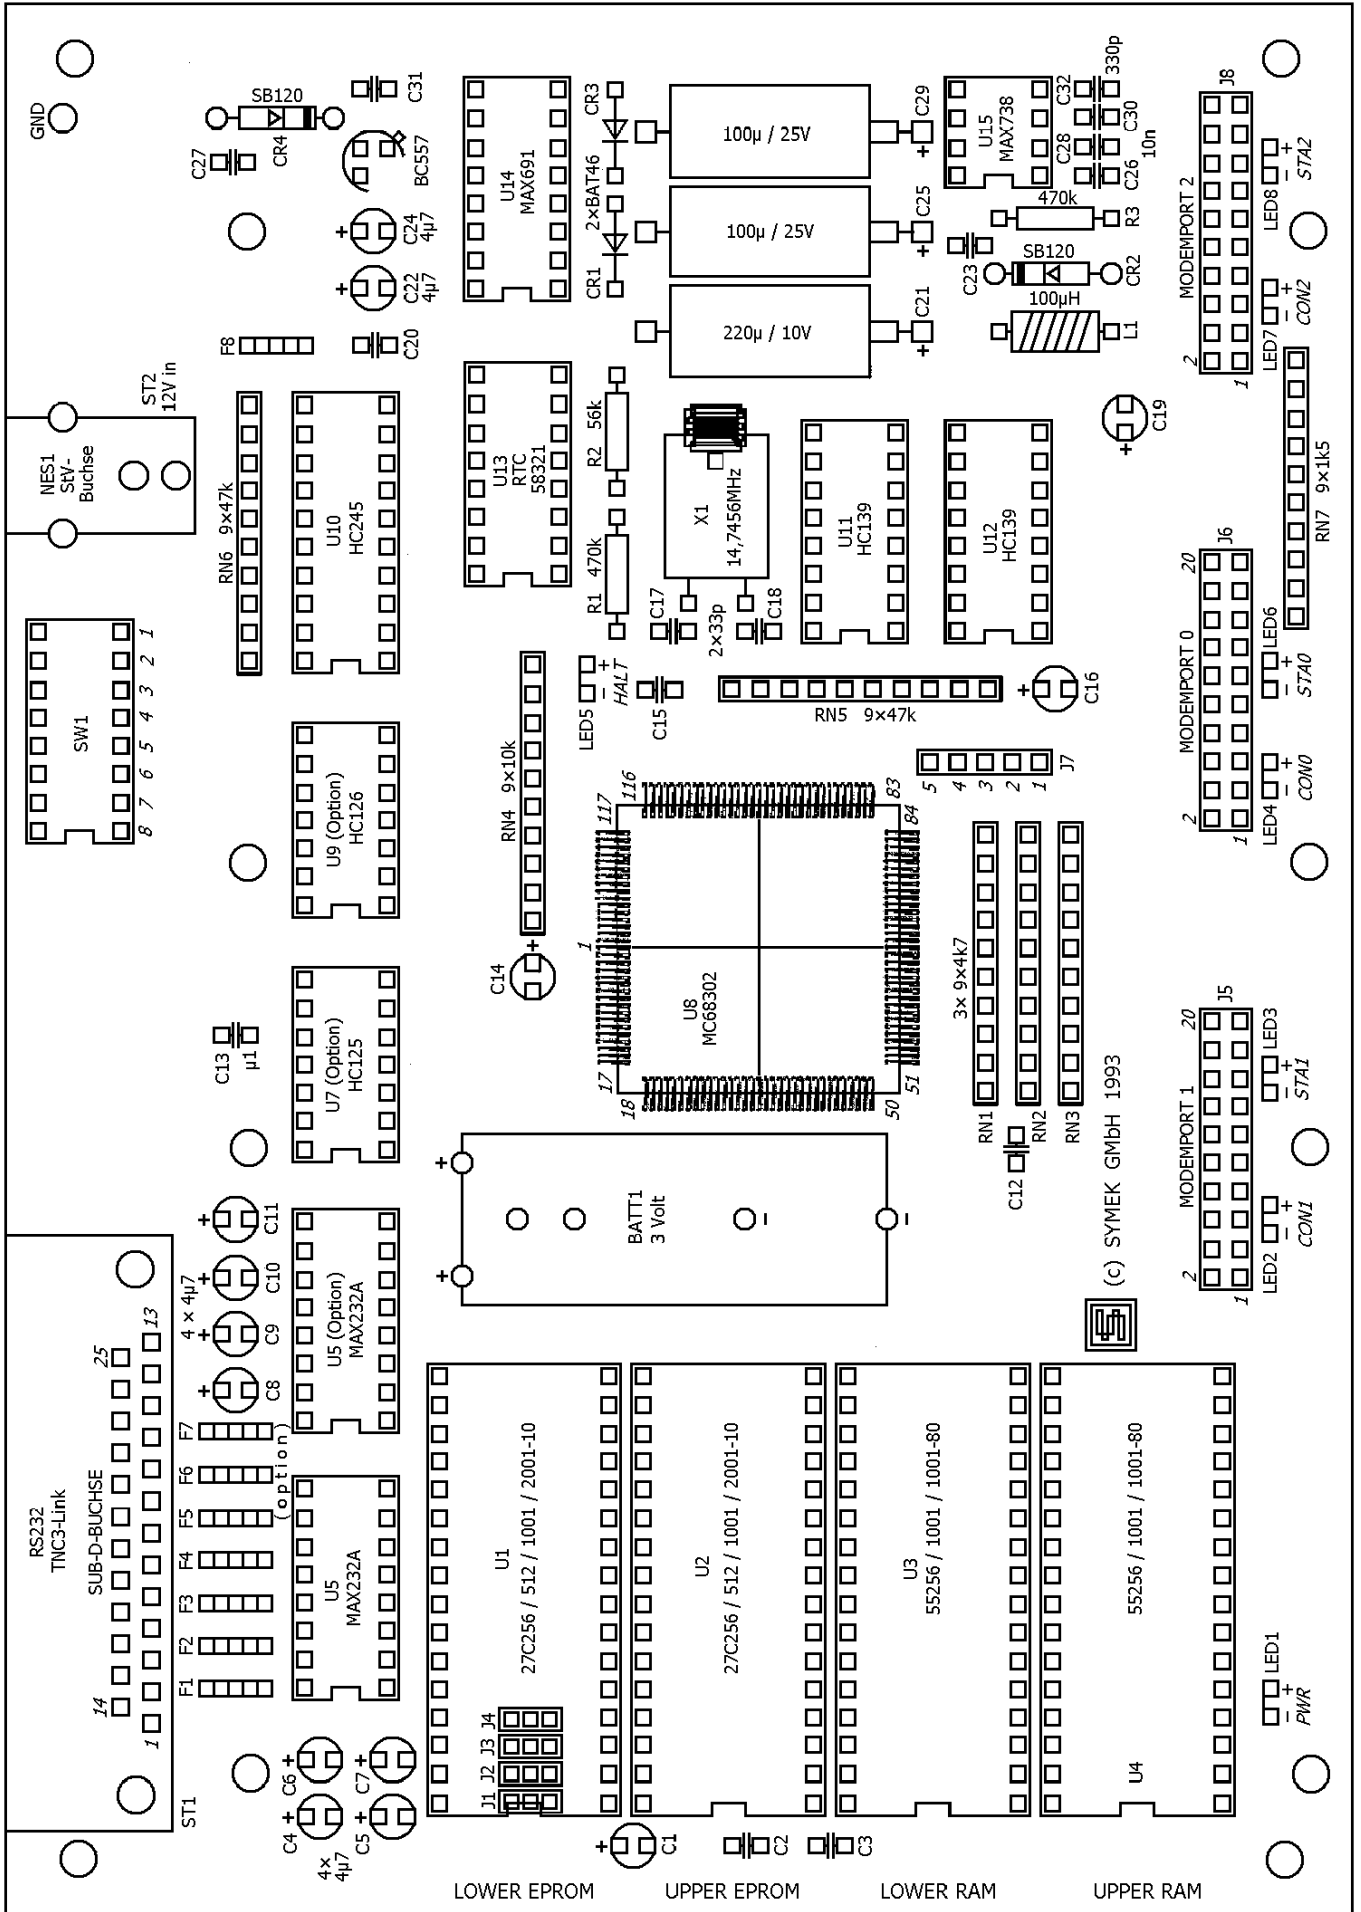 GND
SB120
CR4
C27
C31
BC557
C24
4µ7
+
C22
4µ7
+
C20
F8
U14
MAX691
CR3
2×BAT46
CR1
100µ / 25V
C29
+
100µ / 25V
C25
+
220µ / 10V
C21
+
U15
MAX738
C32
330p
C30
C28
C26
10n
470k
R3
C23
SB120
CR2
100µH
L1
J8
MODEMPORT 2
2
1
LED8
- +
STA2
LED7
- +
CON2
ST2
12V in
NES1
StV-
Buchse
RN6 9×47k
U10
HC245
U13
RTC
58321
R2 56k
R1 470k
X1
14,7456MHz
C17
2×33p
C18
U11
HC139
U12
HC139
C19
+
RN7 9×1k5
J6
MODEMPORT 0
20
2
1
LED6
- +
STA0
LED4
- +
CON0
SW1
1
2
3
4
5
6
7
8
U9 (Option)
HC126
RN4 9×10k
LED5
- +
HALT
C15
RN5 9×47k
+
C16
J7
5
4
3
2
1
117
116
83
84
1
17
18
50
51
U8
MC68302
C14
+
3× 9×4k7
RN1
RN2
RN3
C12
C13
µ1
U7 (Option)
HC125
BATT1
3 Volt
+
+
-
-
(c) SYMEK GMbH 1993
J5
MODEMPORT 1
20
2
1
LED3
- +
STA1
LED2
- +
CON1
+
C11
+
C10
4 × 4µ7
+
C9
+
C8
U5 (Option)
MAX232A
RS232
TNC3-Link
SUB-D-BUCHSE
25
13
14
1
ST1
F7
F6
F5
F4
F3
F2
F1
(option)
U5
MAX232A
U1
27C256 / 512 / 1001 / 2001-10
J4
J3
J2
J1
U2
27C256 / 512 / 1001 / 2001-10
U3
55256 / 1001 / 1001-80
55256 / 1001 / 1001-80
U4
LED1
- +
PWR
C6
+
C7
+
C4
+
C5
+
4×
4µ7
+
C1
C2
C3
LOWER EPROM
UPPER EPROM
LOWER RAM
UPPER RAM